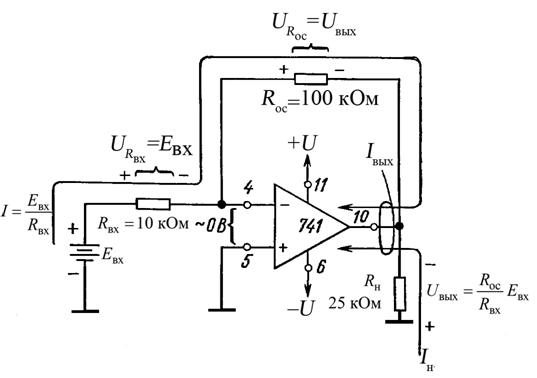 U_{R_{ос}}=U_{вых}
+ −
R_{ос}=100 кОм
U_{R_{вх}}=E_{вх}
+ −
+U
I_{вых}
I = \frac{E_{вх}}{R_{вх}}
4
11
R_{вх}= 10 кОм ~0В
− 741 10
+ E_{вх}
−
5 +
6
−
−U
R_н
25 кОм
U_{вых} = \frac{R_{ос}}{R_{вх}} E_{вх}
+
I_н.